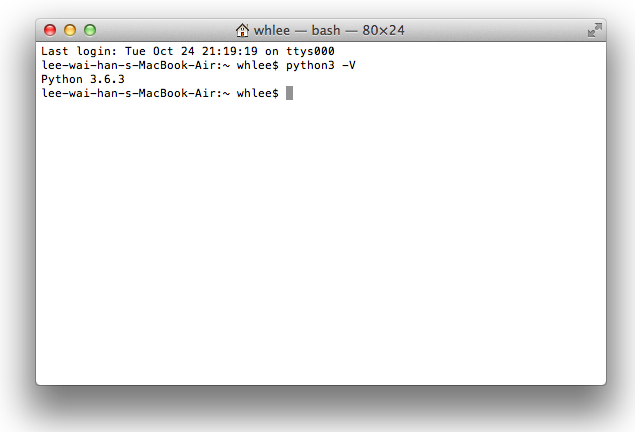 whlee — bash — 80×24
Last login: Tue Oct 24 21:19:19 on ttys000
lee-wai-han-s-MacBook-Air:~ whlee$ python3 -V
Python 3.6.3
lee-wai-han-s-MacBook-Air:~ whlee$